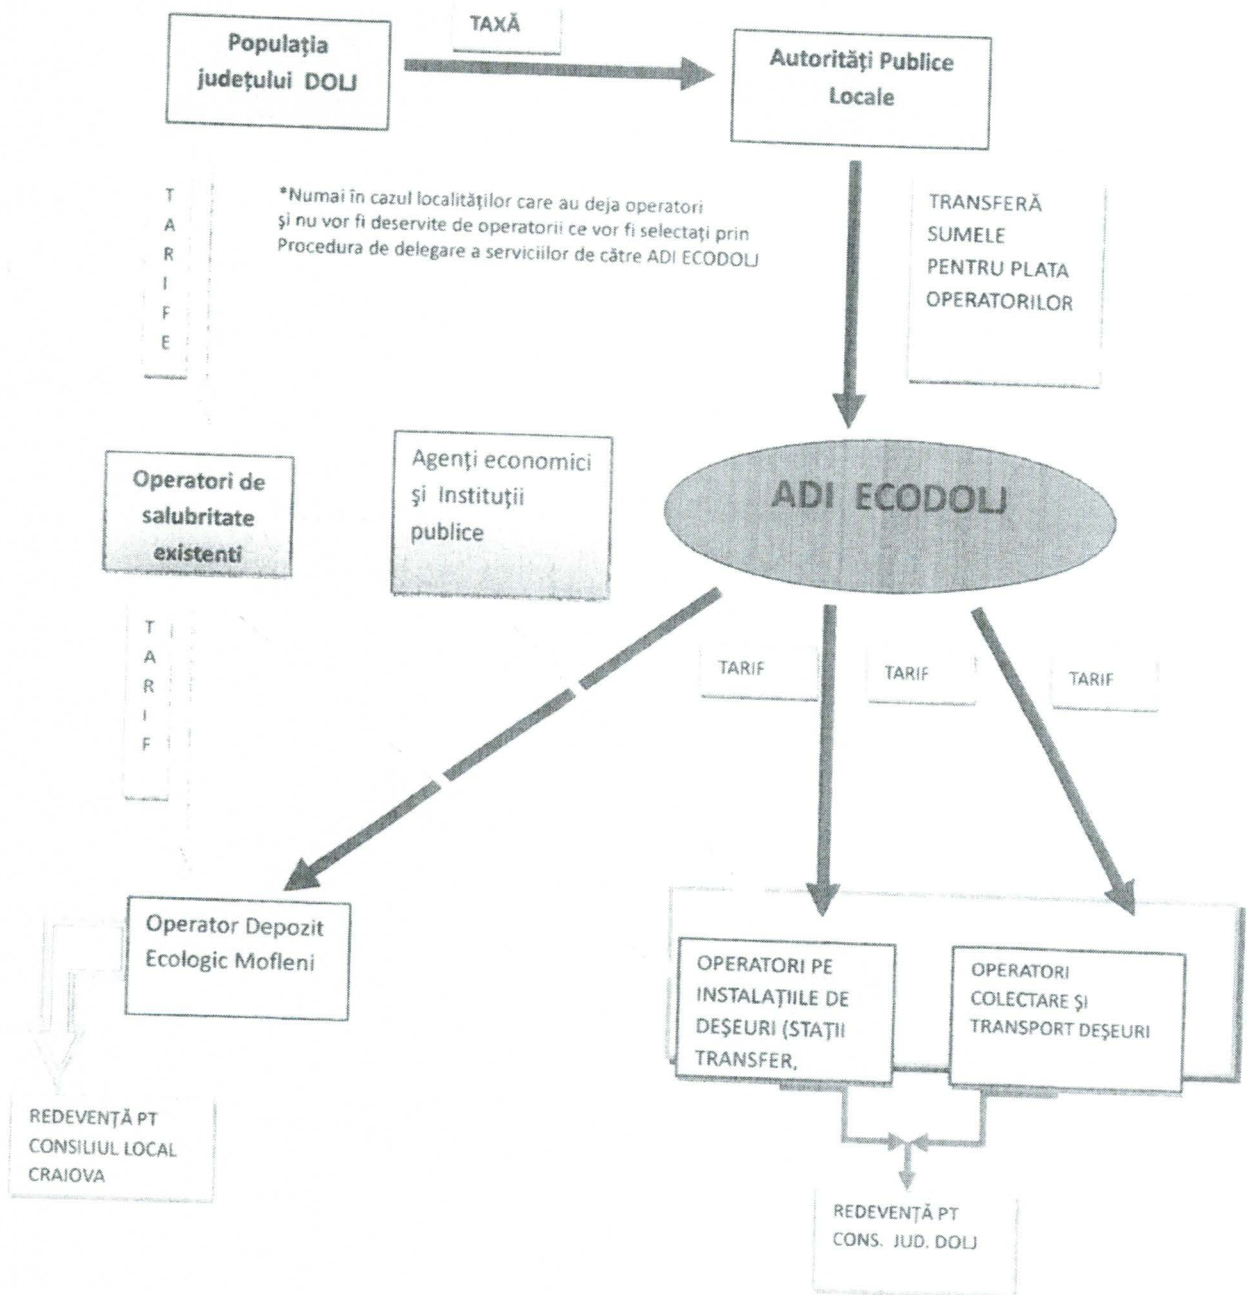 TAXĂ
Populația
județului DOLJ
Autorități Publice
Locale
T
A
R
I
F
E
*Numai în cazul localităților care au deja operatori
și nu vor fi deservite de operatorii ce vor fi selectați prin
Procedura de delegare a serviciilor de către ADI ECODOLJ
TRANSFERĂ
SUMELE
PENTRU PLATA
OPERATORILOR
Operatori de
salubritate
existenti
Agenți economici
și Instituții
publice
ADI ECODOLJ
T
A
R
I
F
TARIF
TARIF
TARIF
Operator Depozit
Ecologic Mofleni
OPERATORI PE
INSTALAȚIILE DE
DEȘEURI (STAȚII
TRANSFER,
OPERATORI
COLECTARE ȘI
TRANSPORT DEȘEURI
REDEVENȚĂ PT
CONSILIUL LOCAL
CRAIOVA
REDEVENȚĂ PT
CONS. JUD. DOLJ